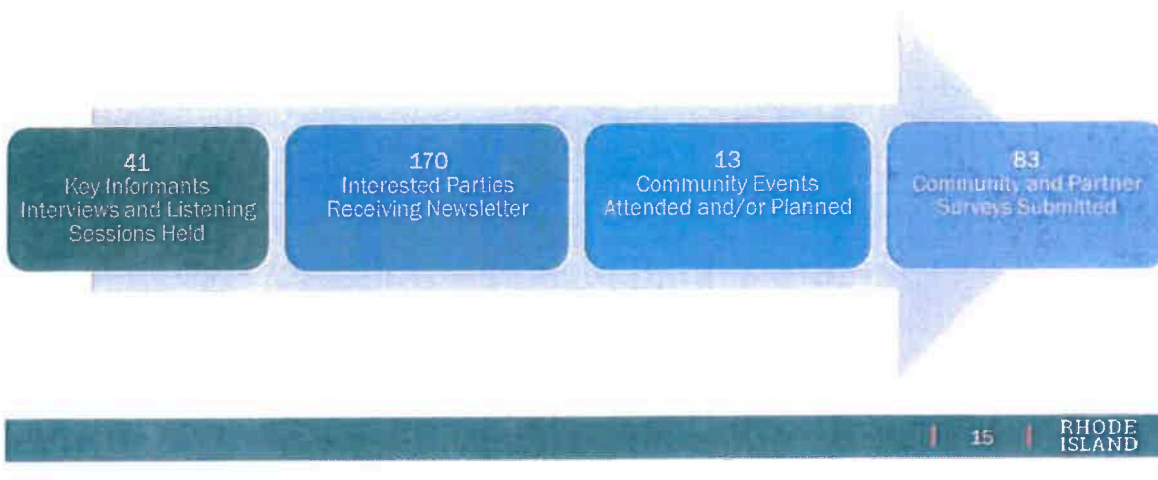 41
Key Informants
Interviews and Listening
Sessions Held
170
Interested Parties
Receiving Newsletter
13
Community Events
Attended and/or Planned
83
Community and Partner
Surveys Submitted
15
RHODE
ISLAND